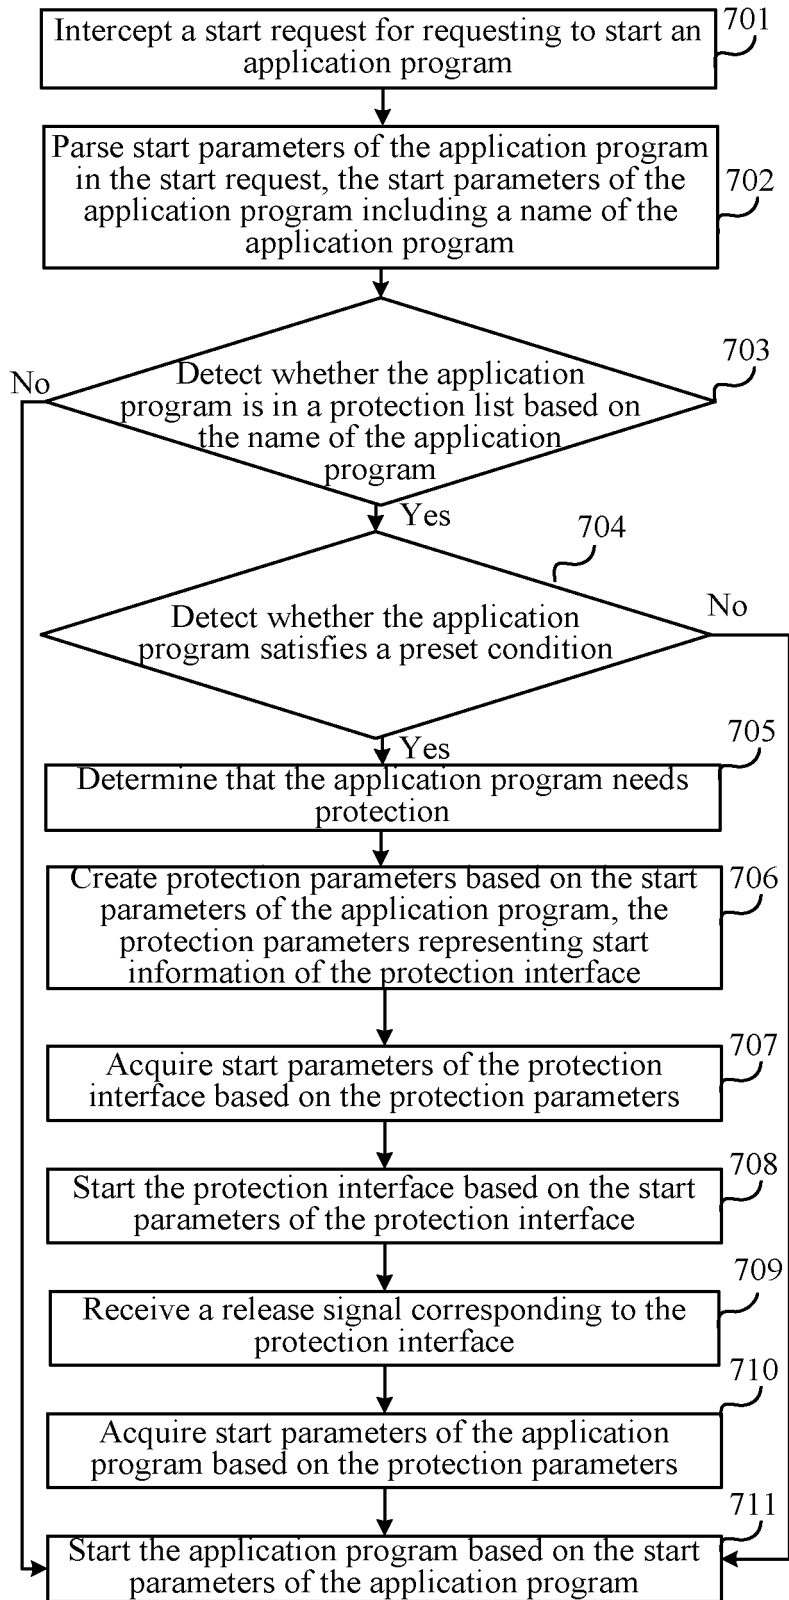 Intercept a start request for requesting to start an
application program
701
Parse start parameters of the application program
in the start request, the start parameters of the
application program including a name of the
application program
702
Detect whether the application
program is in a protection list based on
the name of the application
program
703
No
Yes
704
Detect whether the application
program satisfies a preset condition
No
Yes
705
Determine that the application program needs
protection
Create protection parameters based on the start
parameters of the application program, the
protection parameters representing start
information of the protection interface
706
Acquire start parameters of the protection
interface based on the protection parameters
707
Start the protection interface based on the start
parameters of the protection interface
708
Receive a release signal corresponding to the
protection interface
709
710
Acquire start parameters of the application
program based on the protection parameters
711
Start the application program based on the start
parameters of the application program